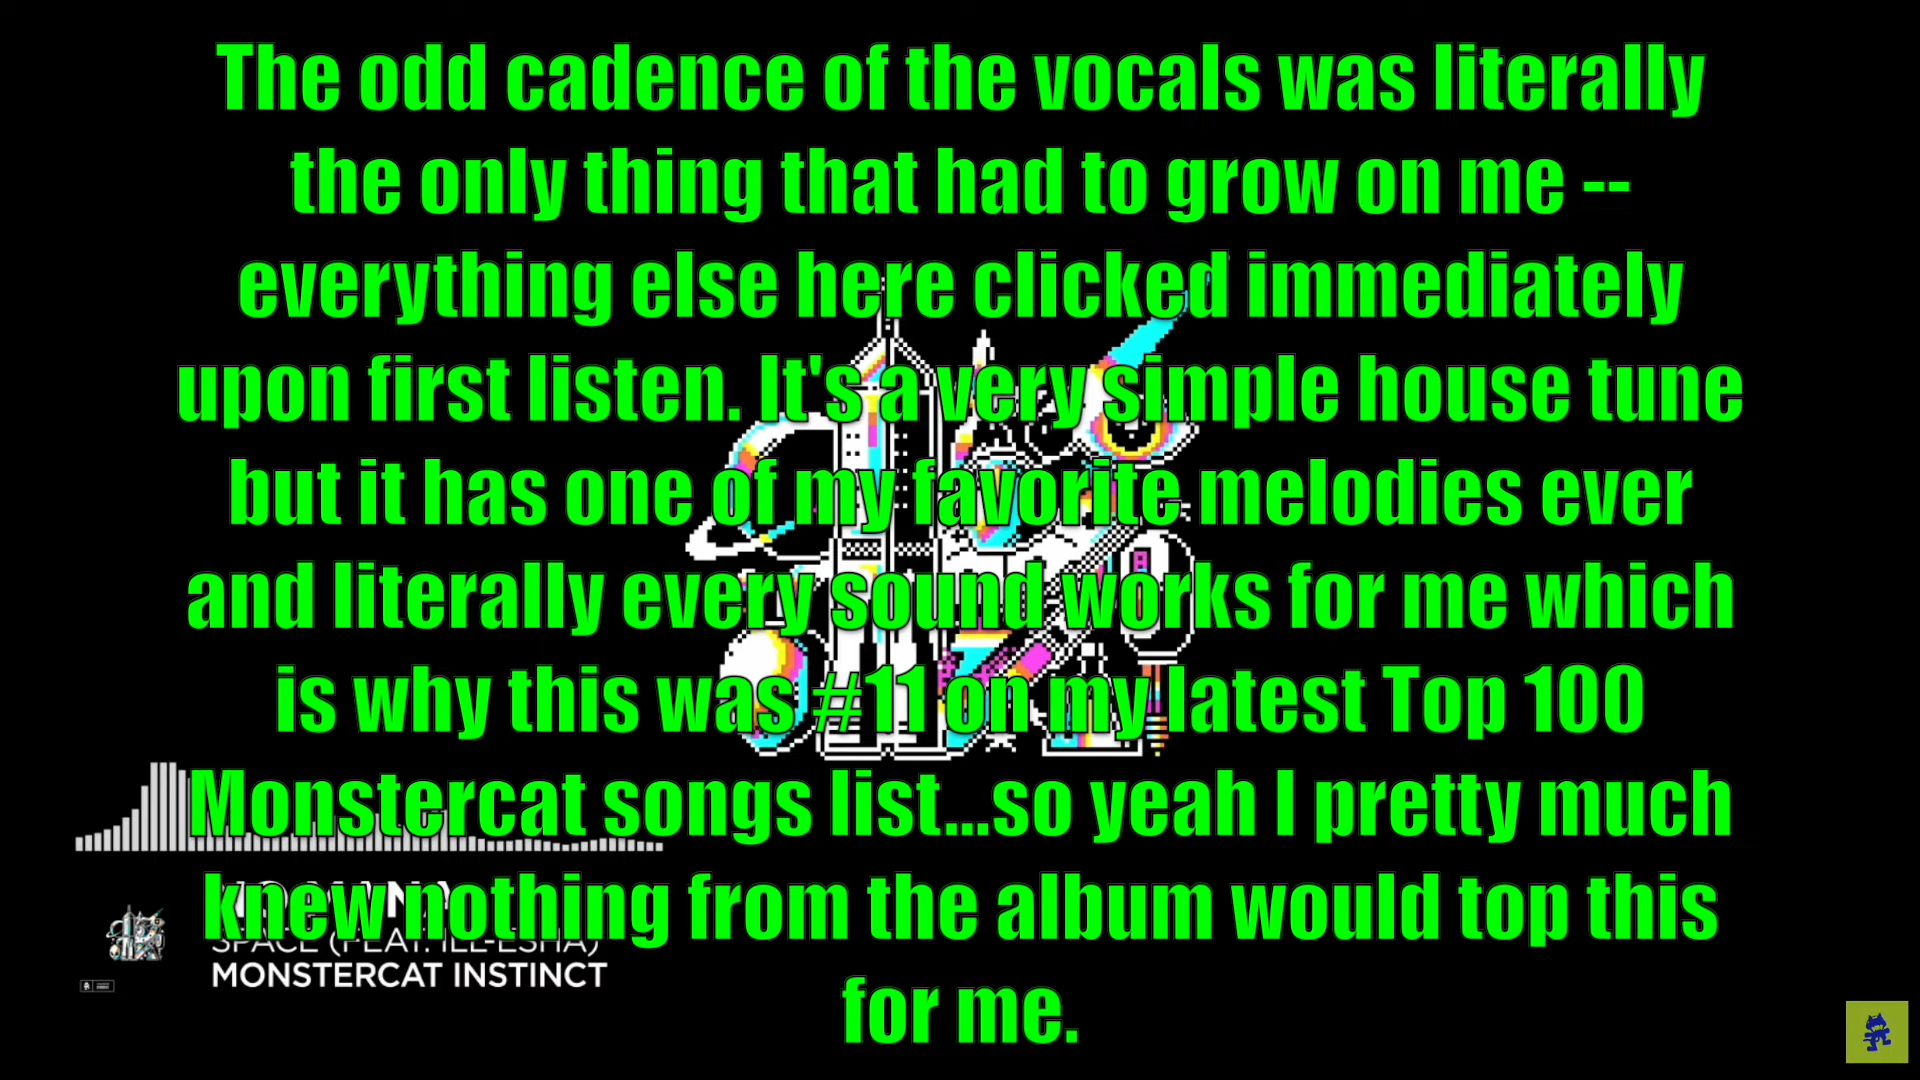 The odd cadence of the vocals was literally
the only thing that had to grow on me --
everything else here clicked immediately
upon first listen. It's a very simple house tune
but it has one of my favorite melodies ever
and literally every sound works for me which
is why this was #11 on my latest Top 100
Monstercat songs list...so yeah I pretty much
knew nothing from the album would top this
for me.
SPACE (FEAT. ILL-ESHA)
MONSTERCAT INSTINCT